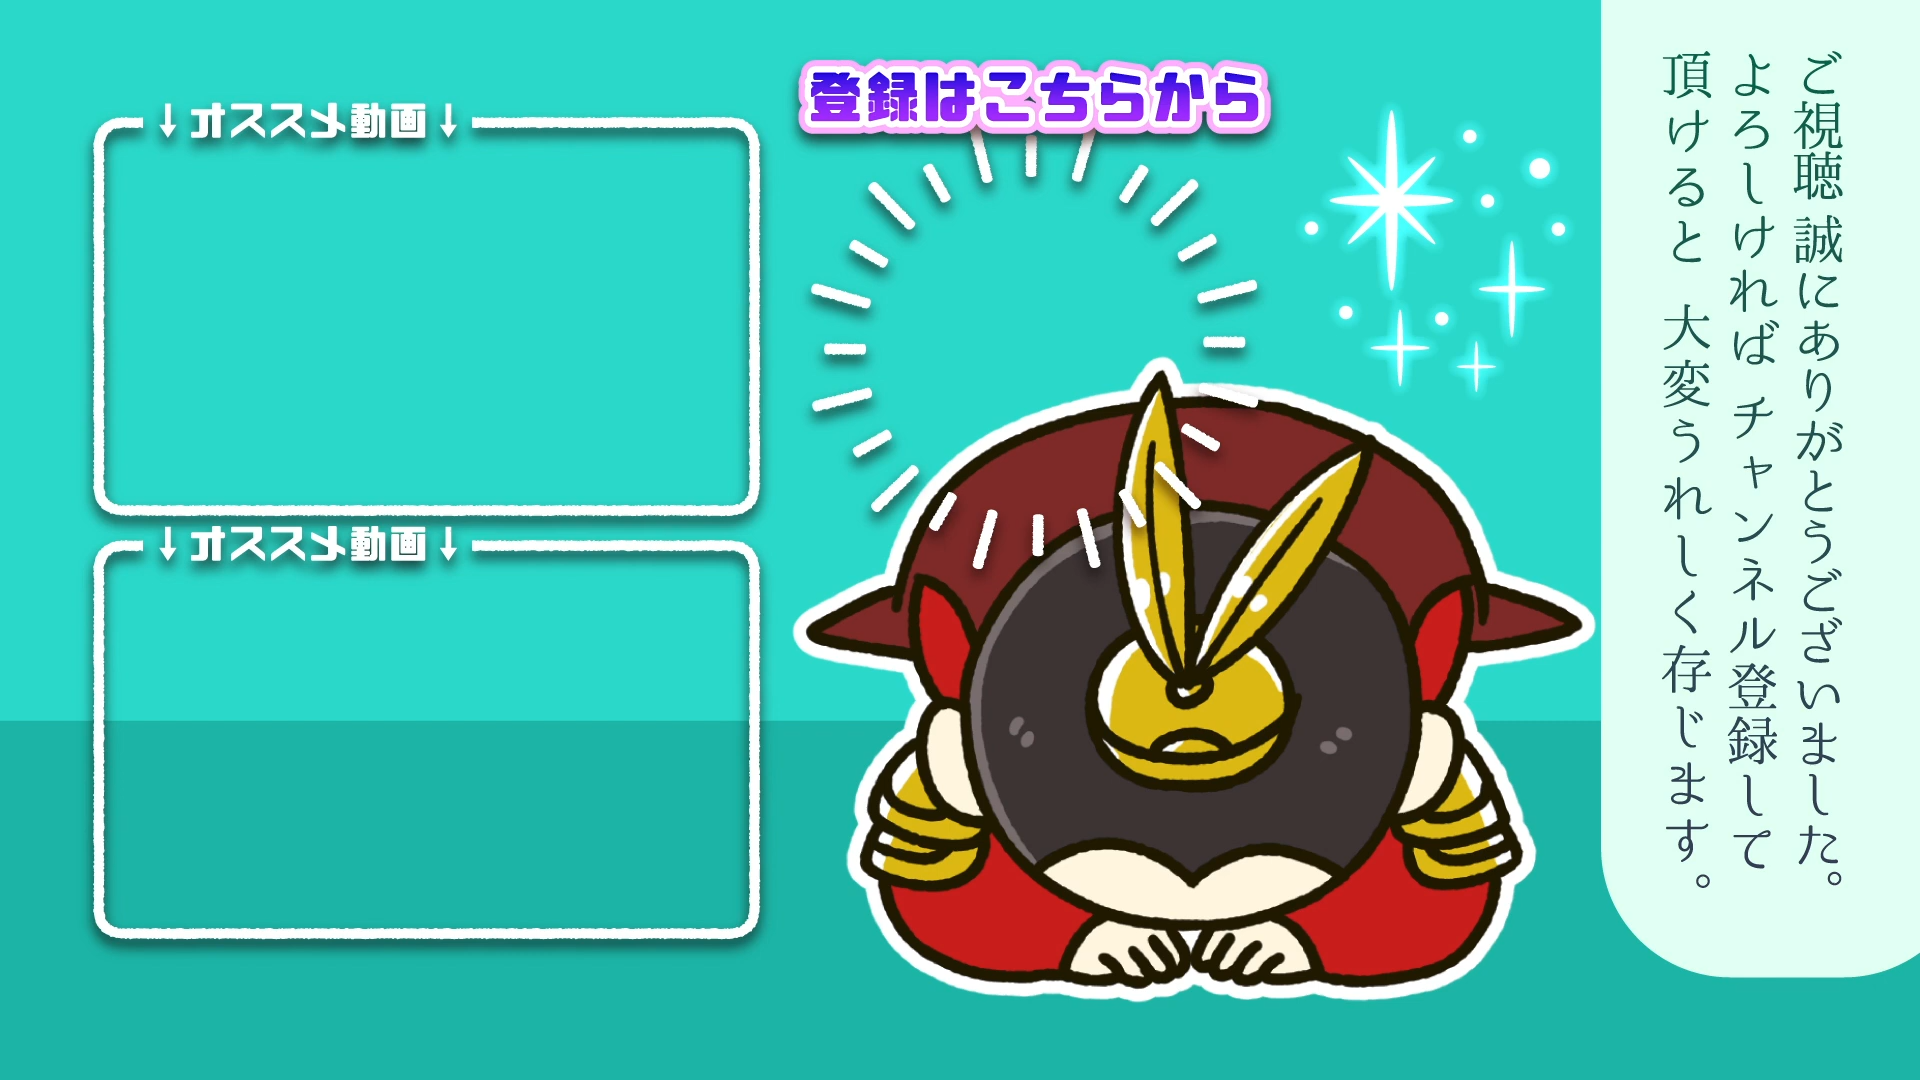 ↓オススメ動画↓
↓オススメ動画↓
登録はこちらから
ご視聴 誠にありがとうございました。
よろしければ チャンネル登録して
頂けると 大変うれしく存じます。